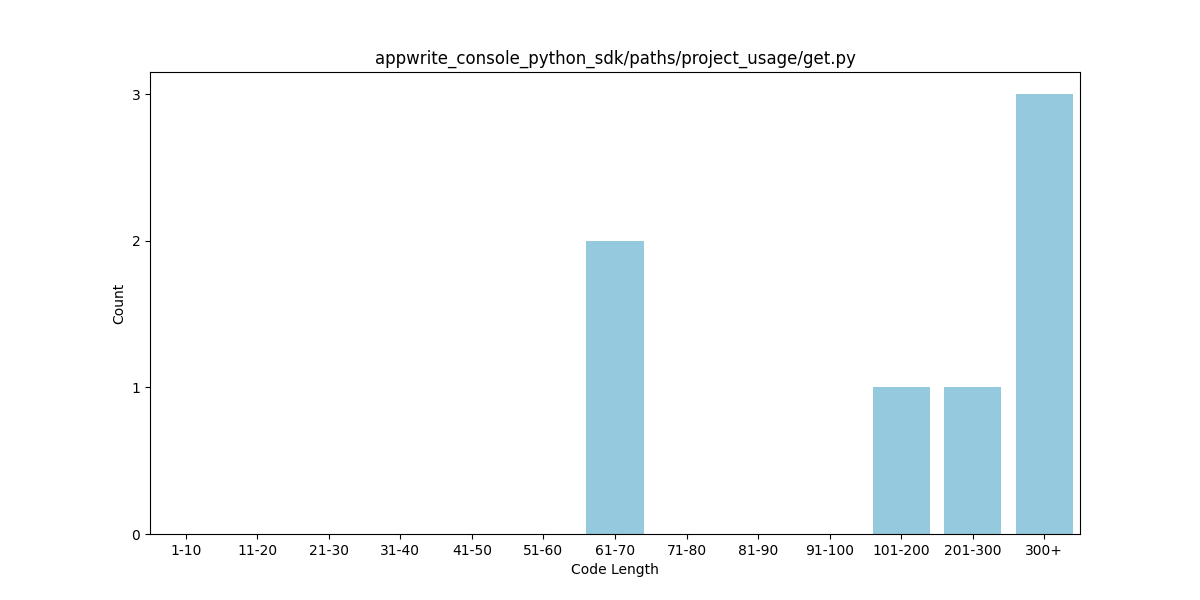 appwrite_console_python_sdk/paths/project_usage/get.py
Count
3
2
1
0
1-10 11-20 21-30 31-40 41-50 51-60 61-70 71-80 81-90 91-100 101-200 201-300 300+
Code Length